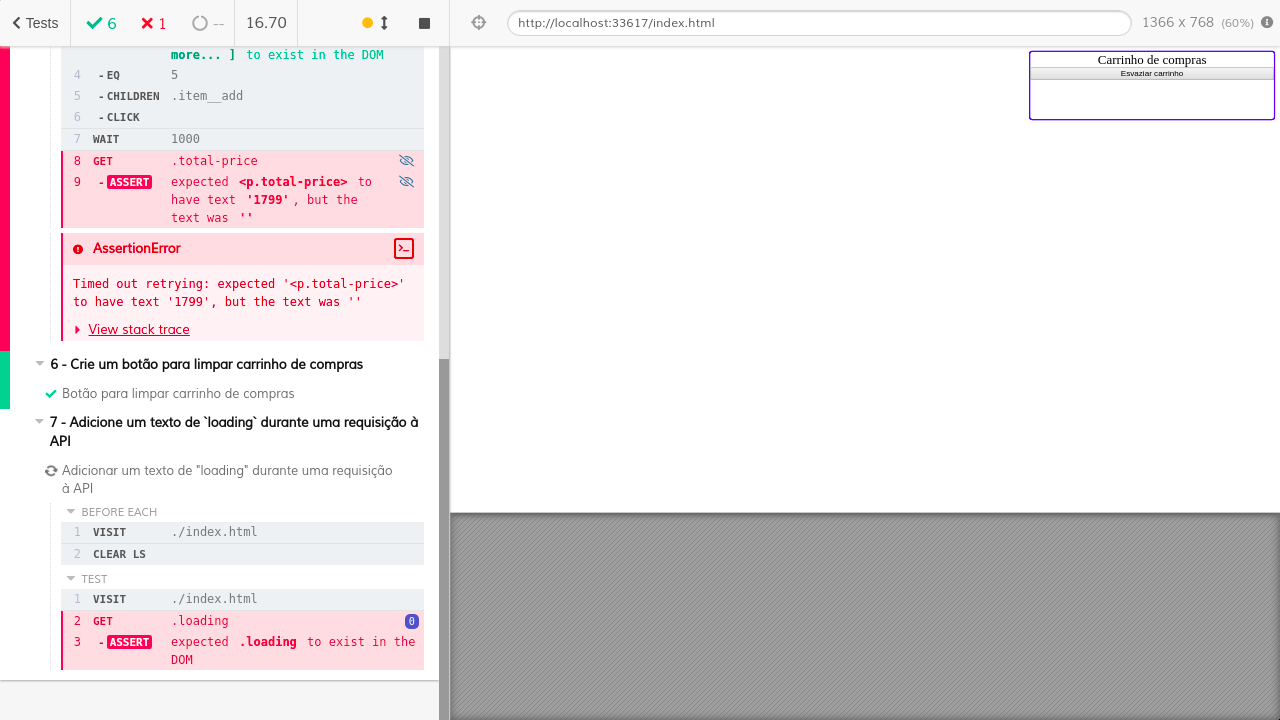 Tests 6 1 -- 16.70
http://localhost:33617/index.html 1366 x 768 (60%)
more... ] to exist in the DOM
4 - EQ 5
5 - CHILDREN .item__add
6 - CLICK
7 WAIT 1000
8 GET .total-price
9 - ASSERT expected <p.total-price> to
have text '1799', but the
text was ''
AssertionError
Timed out retrying: expected '<p.total-price>'
to have text '1799', but the text was ''
View stack trace
6 - Crie um botão para limpar carrinho de compras
Botão para limpar carrinho de compras
7 - Adicione um texto de `loading` durante uma requisição à
API
Adicionar um texto de "loading" durante uma requisição
à API
BEFORE EACH
1 VISIT ./index.html
2 CLEAR LS
TEST
1 VISIT ./index.html
2 GET .loading 0
3 - ASSERT expected .loading to exist in the
DOM
Carrinho de compras
Esvaziar carrinho